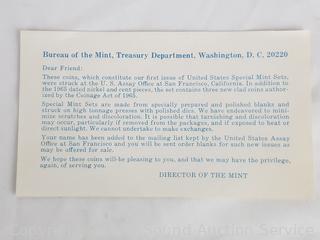 Bureau of the Mint, Treasury Department, Washington, D. C. 20220
Dear Friend:
These coins, which constitute our first issue of United States Special Mint Sets,
were struck at the U. S. Assay Office at San Francisco, California. In addition to
the 1965 dated nickel and cent pieces, the set contains three new clad coins author-
ized by the Coinage Act of 1965.
Special Mint Sets are made from specially prepared and polished blanks and
struck on high tonnage presses with polished dies. We have endeavored to mini-
mize scratches and discoloration. It is possible that tarnishing and discoloration
may occur, particularly if removed from the packages, and if exposed to heat or
direct sunlight. We cannot undertake to make exchanges.
Your name has been added to the mailing list kept by the United States Assay
Office at San Francisco and you will be sent order blanks for such new issues as
may be offered for sale.
We hope these coins will be pleasing to you, and that we may have the privilege,
again, of serving you.
DIRECTOR OF THE MINT
Sound Auction Service